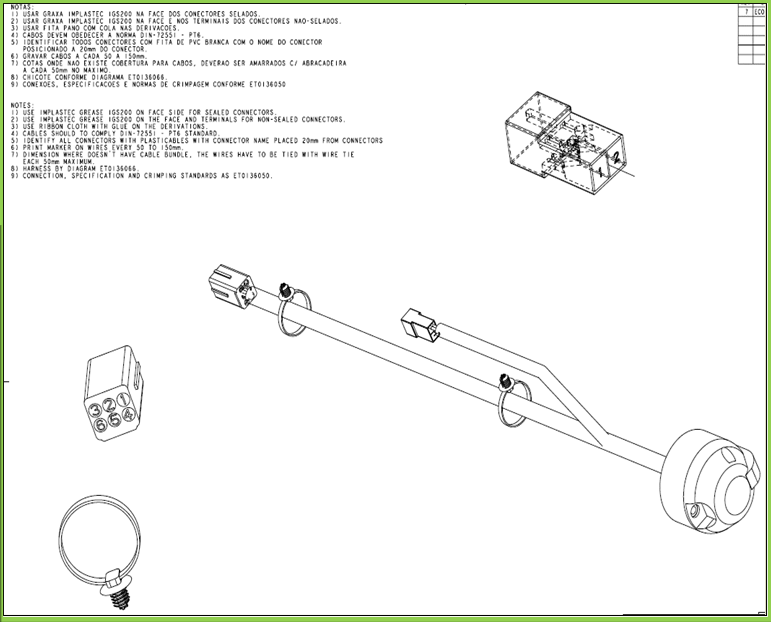 NOTAS:
1) USAR GRAXA IMPLASTEC IGS200 NA FACE DOS CONECTORES SELADOS.
2) USAR GRAXA IMPLASTEC IGS200 NA FACE E NOS TERMINAIS DOS CONECTORES NAO-SELADOS.
3) USAR FITA PANO COM COLA NAS DERIVACOES.
4) CABOS DEVEM OBEDECER A NORMA DIN-72551 - PT6.
5) IDENTIFICAR TODOS CONECTORES COM FITA DE PVC BRANCA COM O NOME DO CONECTOR
POSICIONADO A 20mm DO CONECTOR.
6) GRAVAR CABOS A CADA 50 A 150mm.
7) COTAS ONDE NAO EXISTE COBERTURA PARA CABOS, DEVERAO SER AMARRADOS C/ ABRACADEIRA
A CADA 50mm NO MAXIMO.
8) CHICOTE CONFORME DIAGRAMA ET0136066.
9) CONEXOES, ESPECIFICACOES E NORMAS DE CRIMPAGEM CONFORME ET0136050
NOTES:
1) USE IMPLASTEC GREASE IGS200 ON FACE SIDE FOR SEALED CONNECTORS.
2) USE IMPLASTEC GREASE IGS200 ON THE FACE AND TERMINALS FOR NON-SEALED CONNECTORS.
3) USE RIBBON CLOTH WITH GLUE ON THE DERIVATIONS.
4) CABLES SHOULD TO COMPLY DIN-72551 - PT6 STANDARD.
5) IDENTIFY ALL CONNECTORS WITH PLASTICABLES WITH CONNECTOR NAME PLACED 20mm FROM CONNECTORS
6) PRINT MARKER ON WIRES EVERY 50 TO 150mm.
7) DIMENSION WHERE DOESN'T HAVE CABLE BUNDLE, THE WIRES HAVE TO BE TIED WITH WIRE TIE
EACH 50mm MAXIMUM.
8) HARNESS BY DIAGRAM ET0136066.
9) CONNECTION, SPECIFICATION AND CRIMPING STANDARDS AS ET0136050.
? ECO
1 2
3 2 1
6 5 4